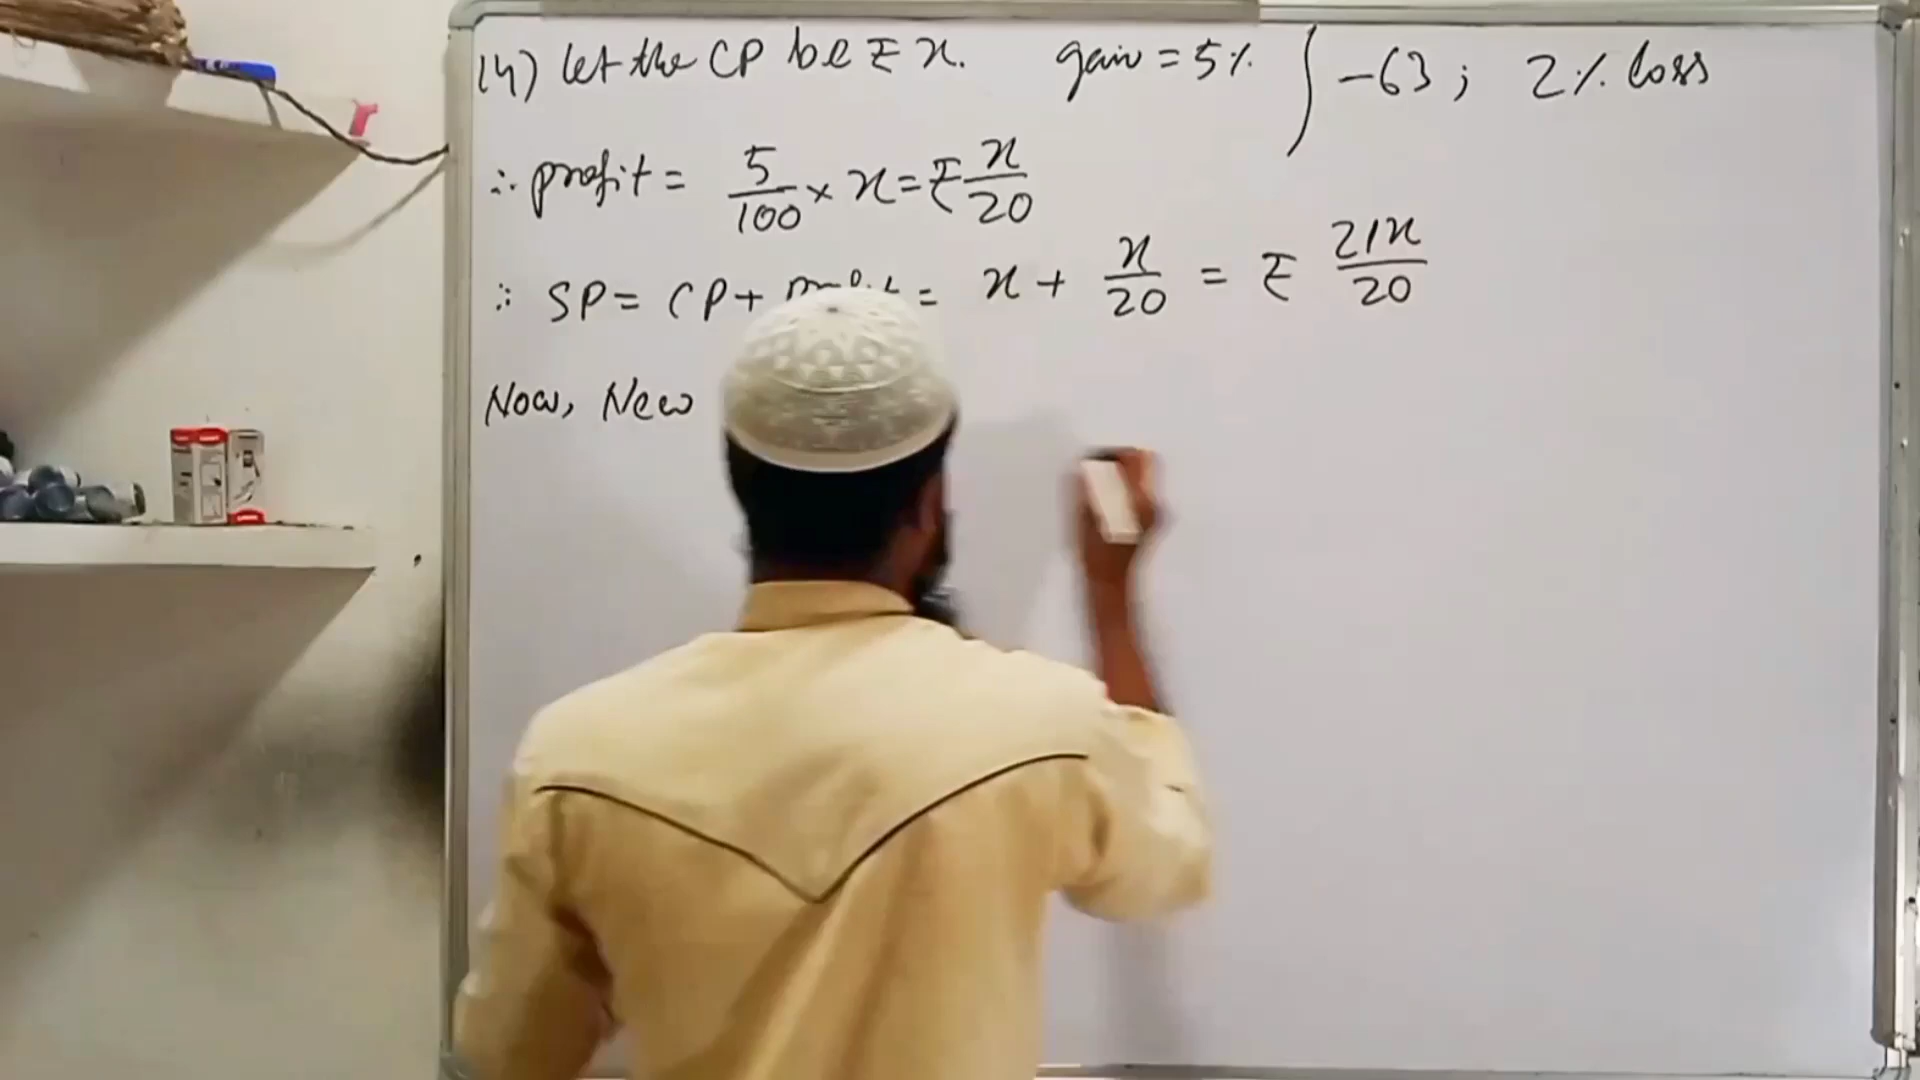 14) let the CP be ₹ x. gain = 5% ) -63 ; 2% loss
∴ profit = 5/100 × x = ₹ x/20
∴ SP = CP + = x + x/20 = ₹ 21x/20
Now, New